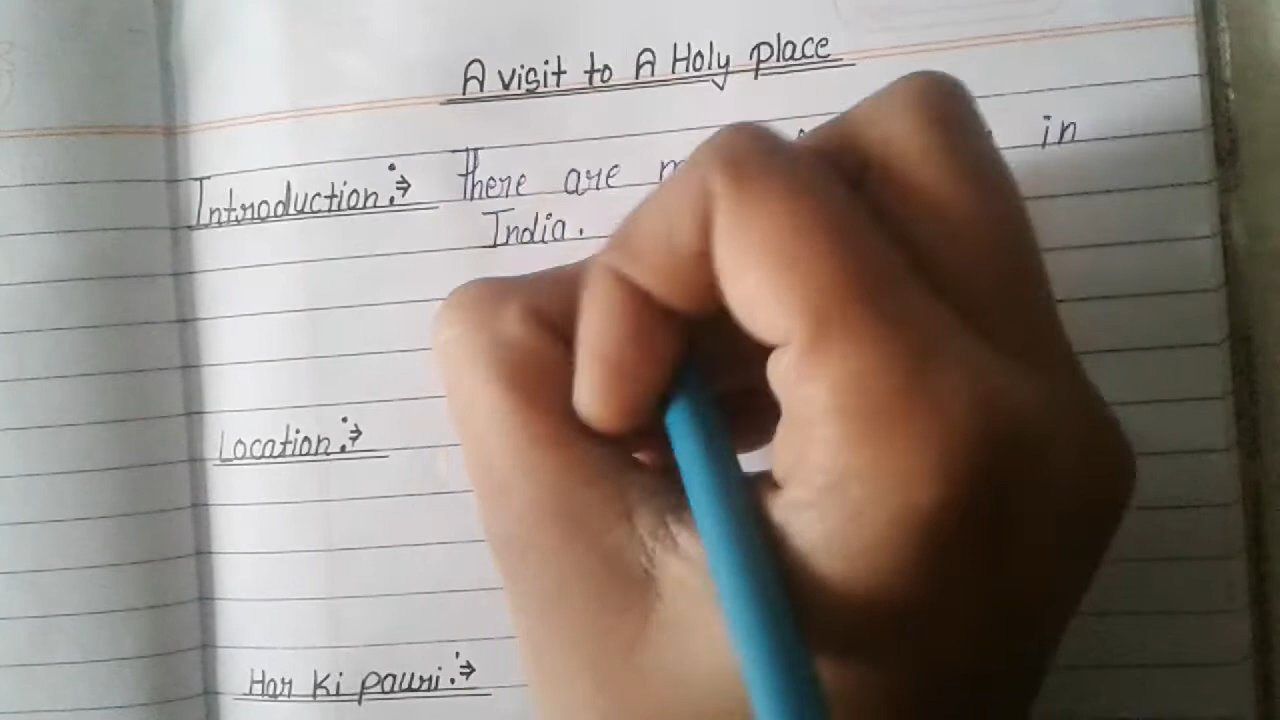 A visit to A Holy place
Introduction:→ There are in
India.
Location:→
Har Ki pauri:→